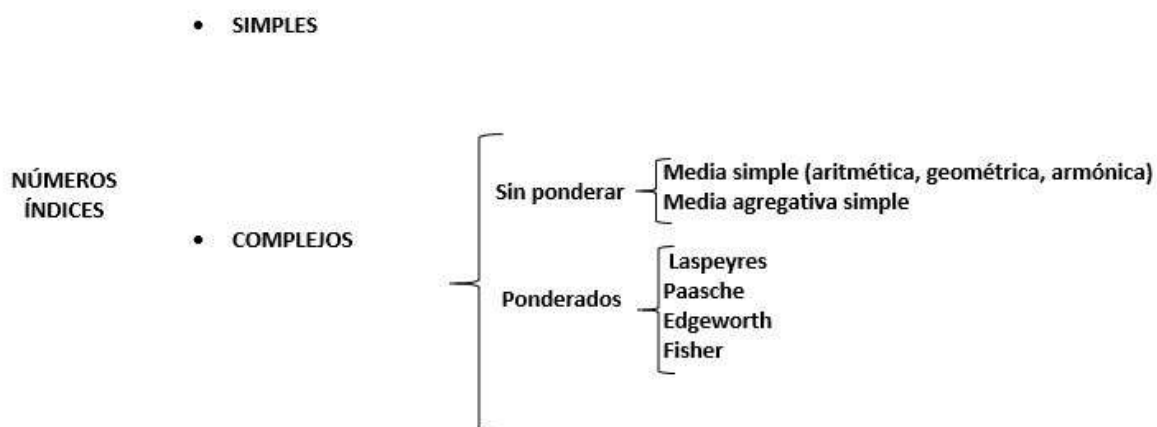 • SIMPLES
NÚMEROS
ÍNDICES
• COMPLEJOS
Sin ponderar
Media simple (aritmética, geométrica, armónica)
Media agregativa simple
Ponderados
Laspeyres
Paasche
Edgeworth
Fisher